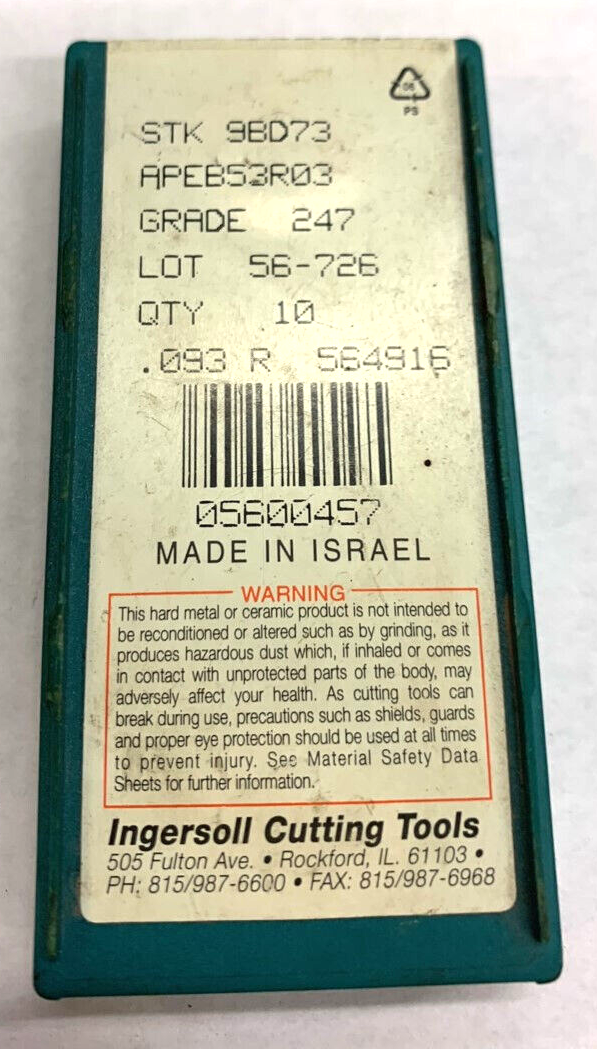 06
PS
STK 9BD73
APEB53R03
GRADE 247
LOT 56-726
QTY 10
.093 R 564916
05600457
MADE IN ISRAEL
WARNING
This hard metal or ceramic product is not intended to
be reconditioned or altered such as by grinding, as it
produces hazardous dust which, if inhaled or comes
in contact with unprotected parts of the body, may
adversely affect your health. As cutting tools can
break during use, precautions such as shields, guards
and proper eye protection should be used at all times
to prevent injury. See Material Safety Data
Sheets for further information.
Ingersoll Cutting Tools
505 Fulton Ave. • Rockford, IL. 61103 •
PH: 815/987-6600 • FAX: 815/987-6968